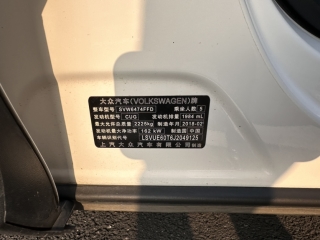 大众汽车(VOLKSWAGEN)牌
整车型号 SVW6474FFD 乘坐人数 5
发动机型号 CUG 发动机排量 1984 mL
最大允许总质量 2225kg 制造年月 2018-02
发动机最大净功率 162 kW 制造国 中国
车辆识别代号 LSVUE60T6J2049125
上汽大众汽车有限公司 制造